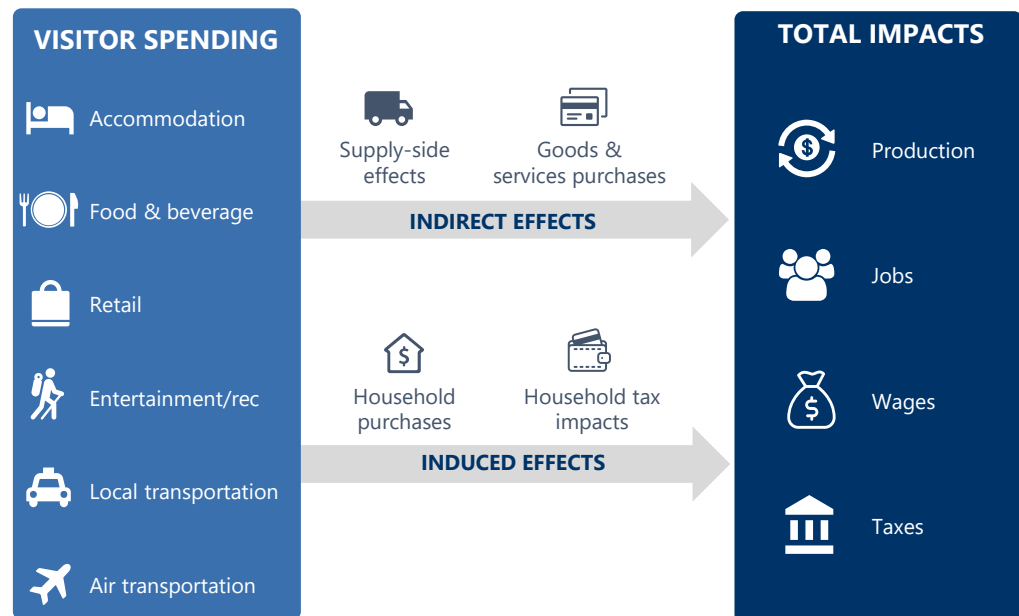 VISITOR SPENDING
Accommodation
Food & beverage
Retail
Entertainment/rec
Local transportation
Air transportation
Supply-side
effects
Goods &
services purchases
INDIRECT EFFECTS
Household
purchases
Household tax
impacts
INDUCED EFFECTS
TOTAL IMPACTS
$
Production
Jobs
$
Wages
Taxes